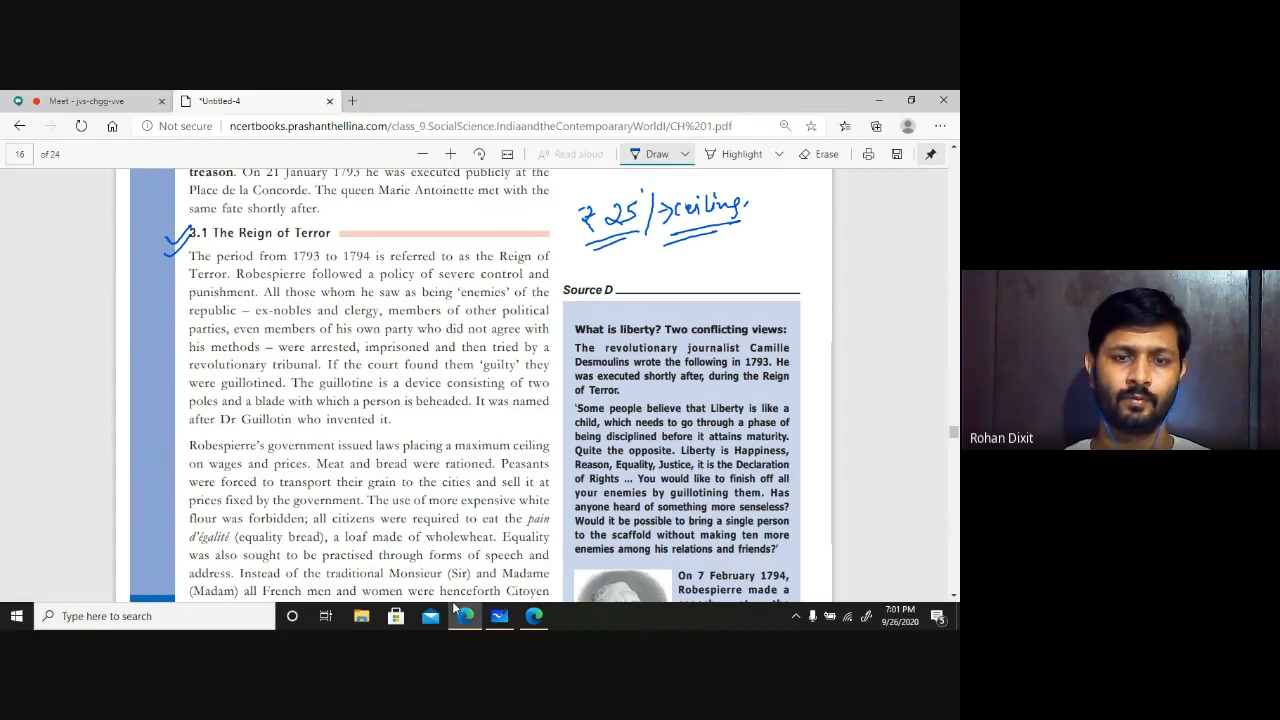 Meet - jvs-chgg-vve
*Untitled-4
Not secure
ncertbooks.prashanthellina.com/class_9.SocialScience.IndiaandtheContempoararyWorldI/CH%201.pdf
16 of 24
Read aloud
Draw
Highlight
Erase
treason. On 21 January 1793 he was executed publicly at the
Place de la Concorde. The queen Marie Antoinette met with the
same fate shortly after.
3.1 The Reign of Terror
The period from 1793 to 1794 is referred to as the Reign of
Terror. Robespierre followed a policy of severe control and
punishment. All those whom he saw as being ‘enemies’ of the
republic – ex-nobles and clergy, members of other political
parties, even members of his own party who did not agree with
his methods – were arrested, imprisoned and then tried by a
revolutionary tribunal. If the court found them ‘guilty’ they
were guillotined. The guillotine is a device consisting of two
poles and a blade with which a person is beheaded. It was named
after Dr Guillotin who invented it.
Robespierre’s government issued laws placing a maximum ceiling
on wages and prices. Meat and bread were rationed. Peasants
were forced to transport their grain to the cities and sell it at
prices fixed by the government. The use of more expensive white
flour was forbidden; all citizens were required to eat the pain
d’égalité (equality bread), a loaf made of wholewheat. Equality
was also sought to be practised through forms of speech and
address. Instead of the traditional Monsieur (Sir) and Madame
(Madam) all French men and women were henceforth Citoyen
₹ 25 / → ceiling.
Source D
What is liberty? Two conflicting views:
The revolutionary journalist Camille
Desmoulins wrote the following in 1793. He
was executed shortly after, during the Reign
of Terror.
‘Some people believe that Liberty is like a
child, which needs to go through a phase of
being disciplined before it attains maturity.
Quite the opposite. Liberty is Happiness,
Reason, Equality, Justice, it is the Declaration
of Rights ... You would like to finish off all
your enemies by guillotining them. Has
anyone heard of something more senseless?
Would it be possible to bring a single person
to the scaffold without making ten more
enemies among his relations and friends?’
On 7 February 1794,
Robespierre made a
Rohan Dixit
Type here to search
7:01 PM
9/26/2020
5